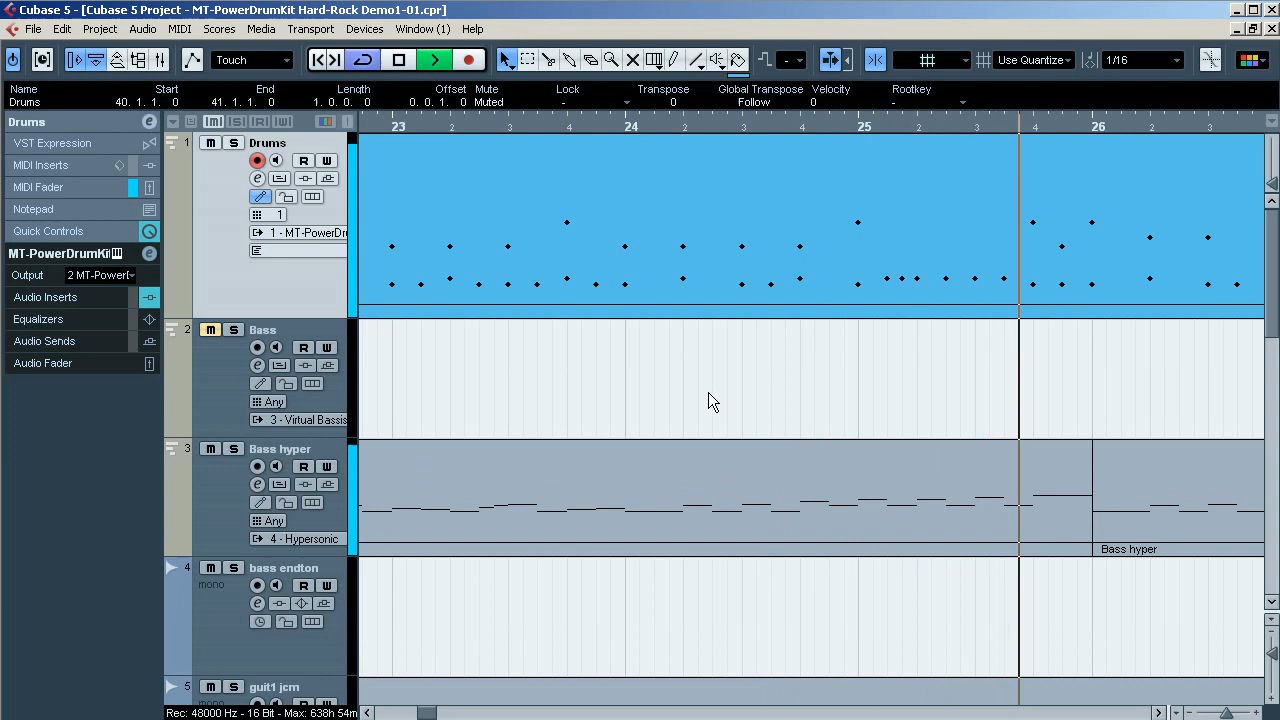 Cubase 5 - [Cubase 5 Project - MT-PowerDrumKit Hard-Rock Demo1-01.cpr]
File Edit Project Audio MIDI Scores Media Transport Devices Window (1) Help
Touch - Use Quantize 1/16
Name Start End Length Offset Mute Lock Transpose Global Transpose Velocity Rootkey
Drums 40. 1. 1. 0 41. 1. 1. 0 1. 0. 0. 0 0. 0. 1. 0 Muted - 0 Follow 0 -
Drums
VST Expression
MIDI Inserts
MIDI Fader
Notepad
Quick Controls
MT-PowerDrumKi
Output 2 MT-Power
Audio Inserts
Equalizers
Audio Sends
Audio Fader
23 2 3 4 24 2 3 4 25 2 3 4 26 2 3
1 M S Drums
R W
1
1 - MT-PowerDr
2 M S Bass
R W
Any
3 - Virtual Bassis
3 M S Bass hyper
R W
Any
4 - Hypersonic
Bass hyper
4 M S bass endton
mono R W
5 M S guit1 jcm
Rec: 48000 Hz - 16 Bit - Max: 638h 54m